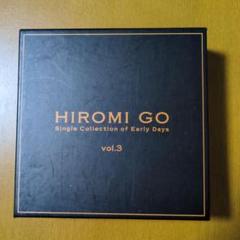 HIROMI GO
Single Collection of Early Days
vol.3